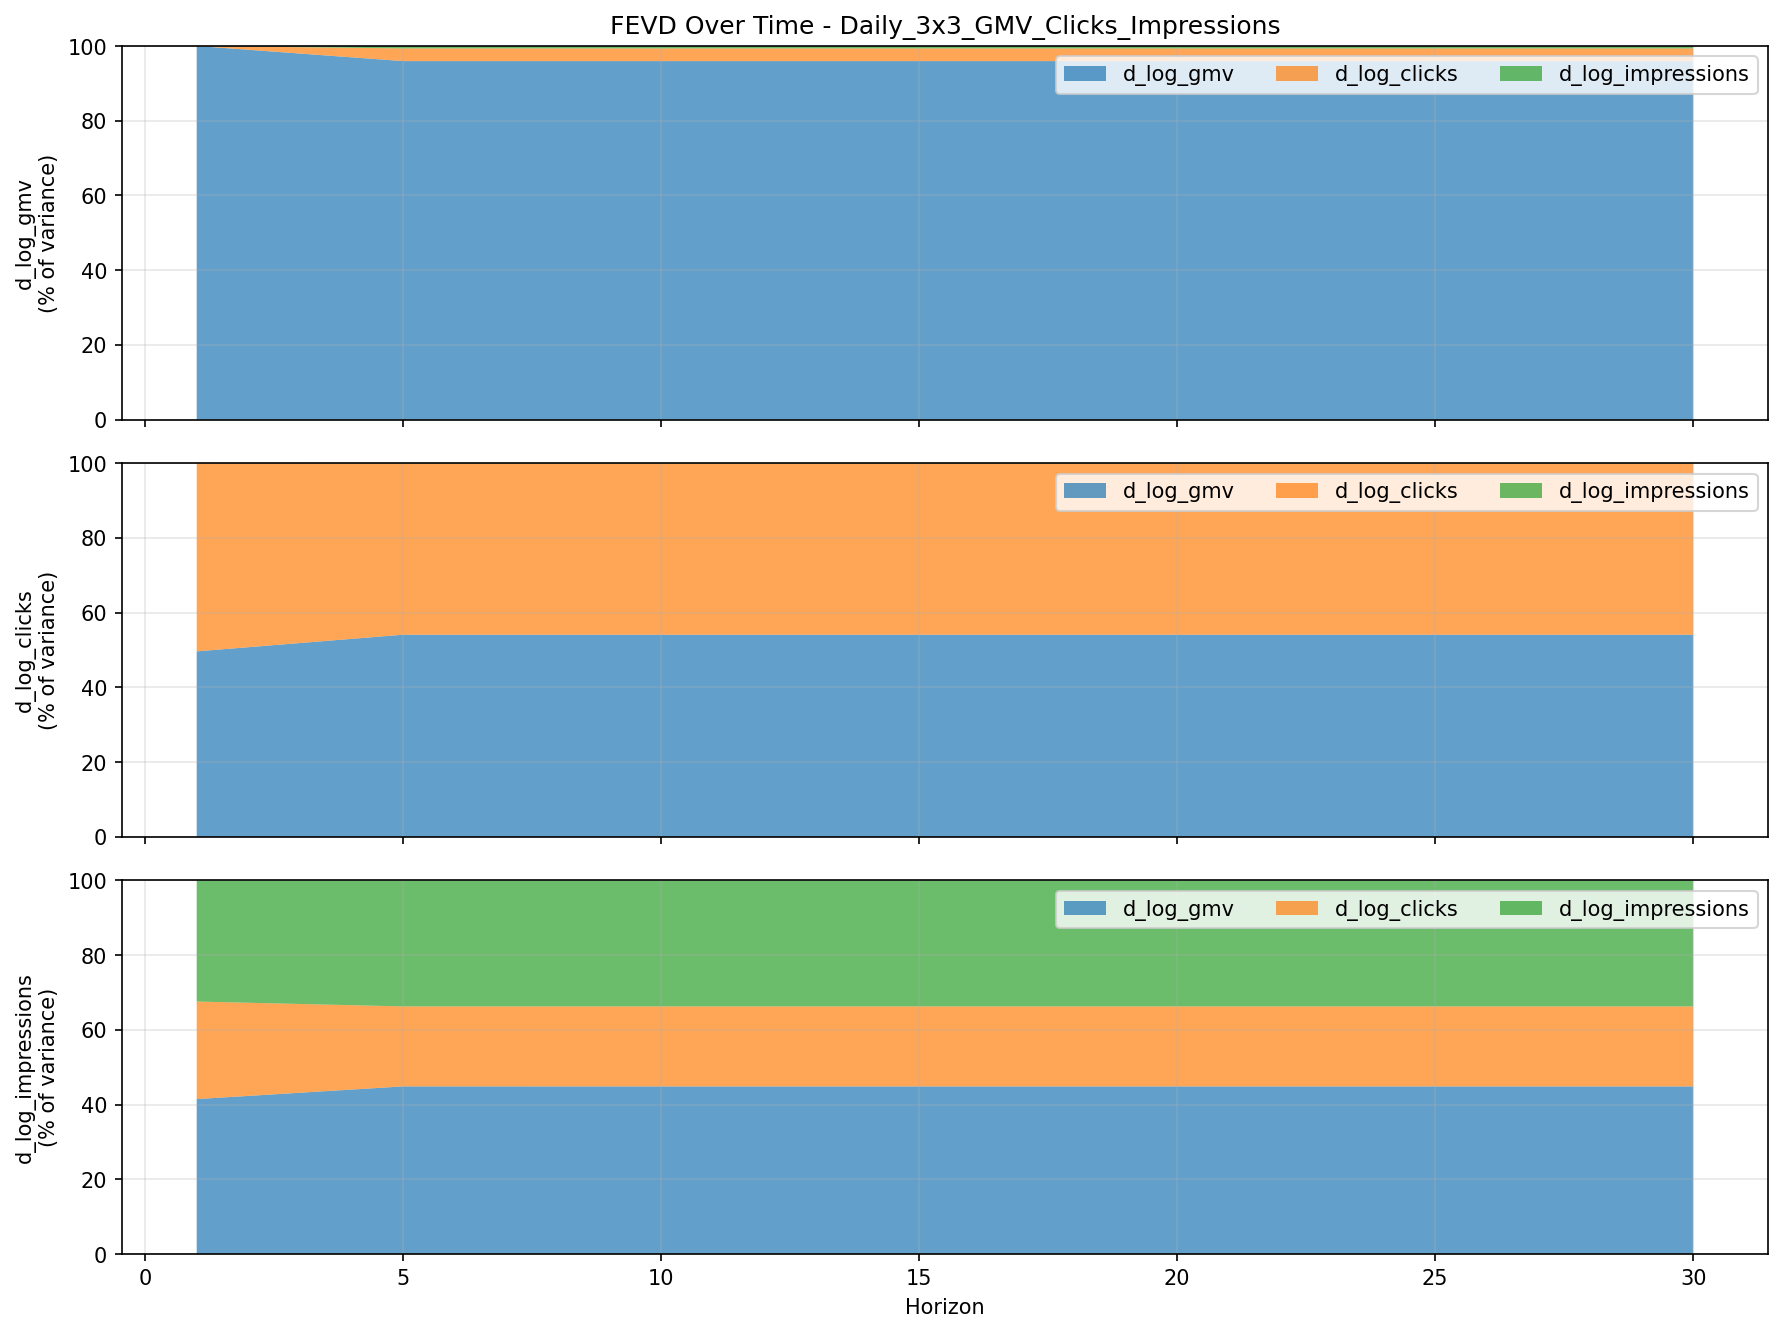 FEVD Over Time - Daily_3x3_GMV_Clicks_Impressions
100
80
60
40
20
0
d_log_gmv
(% of variance)
d_log_gmv d_log_clicks d_log_impressions
100
80
60
40
20
0
d_log_clicks
(% of variance)
d_log_gmv d_log_clicks d_log_impressions
100
80
60
40
20
0
d_log_impressions
(% of variance)
d_log_gmv d_log_clicks d_log_impressions
0 5 10 15 20 25 30
Horizon